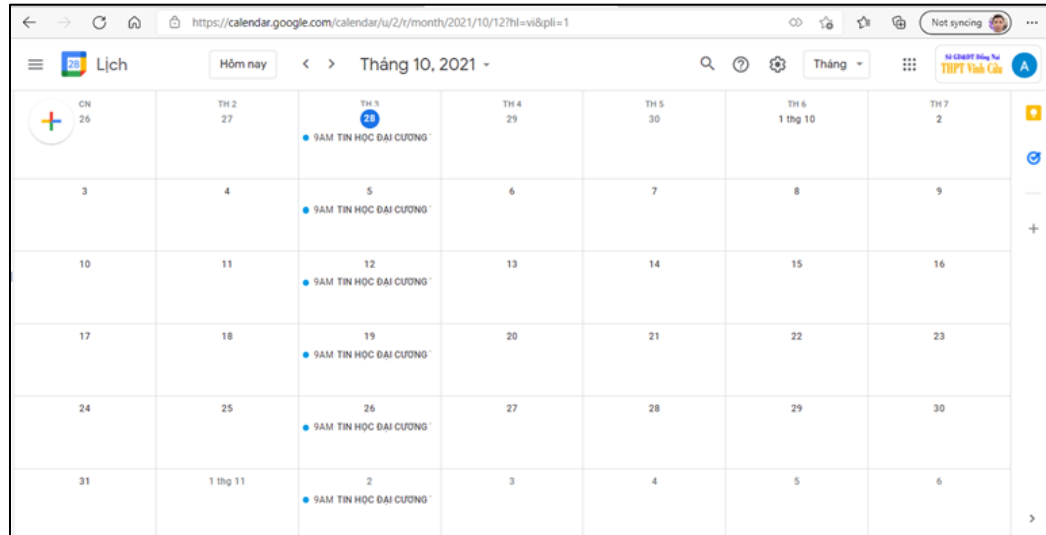 https://calendar.google.com/calendar/u/2/r/month/2021/10/12?hl=vi&pli=1
Not syncing
28 Lịch Hôm nay Tháng 10, 2021 Tháng Sở GD&ĐT Đồng Nai
THPT Vĩnh Cửu A
CN TH 2 TH 3 TH 4 TH 5 TH 6 TH 7
26 27 28 29 30 1 thg 10 2
9AM TIN HỌC ĐẠI CƯƠNG
3 4 5 6 7 8 9
9AM TIN HỌC ĐẠI CƯƠNG
10 11 12 13 14 15 16
9AM TIN HỌC ĐẠI CƯƠNG
17 18 19 20 21 22 23
9AM TIN HỌC ĐẠI CƯƠNG
24 25 26 27 28 29 30
9AM TIN HỌC ĐẠI CƯƠNG
31 1 thg 11 2 3 4 5 6
9AM TIN HỌC ĐẠI CƯƠNG